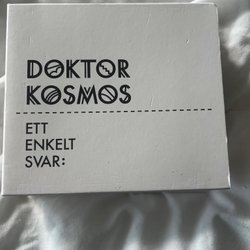 DOKTOR
KOSMOS
ETT
ENKELT
SVAR: